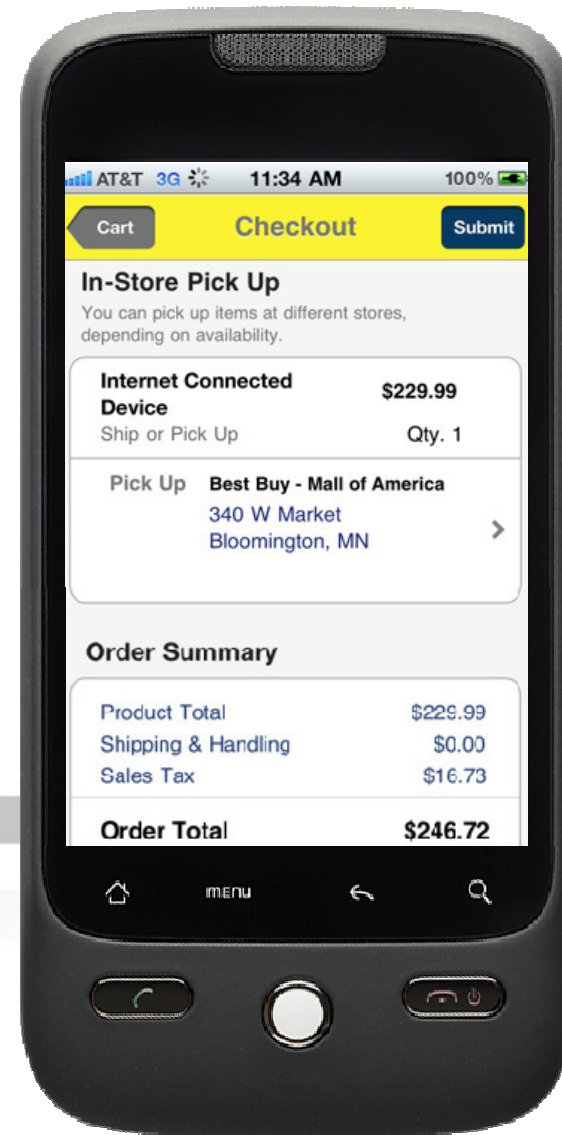 AT&T 3G 11:34 AM 100%
Cart Checkout Submit
In-Store Pick Up
You can pick up items at different stores,
depending on availability.
Internet Connected
Device
$229.99
Ship or Pick Up Qty. 1
Pick Up Best Buy - Mall of America
340 W Market
Bloomington, MN
Order Summary
Product Total $229.99
Shipping & Handling $0.00
Sales Tax $16.73
Order Total $246.72
menu